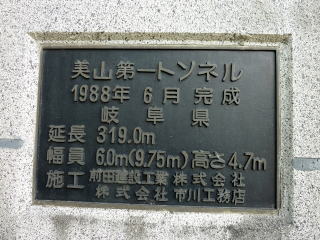 美山第一トンネル
1988年 6月 完成
岐阜県
延長 319.0m
幅員 6.0m(9.75m) 高さ4.7m
施工 前田建設工業株式会社
株式会社 市川工務店